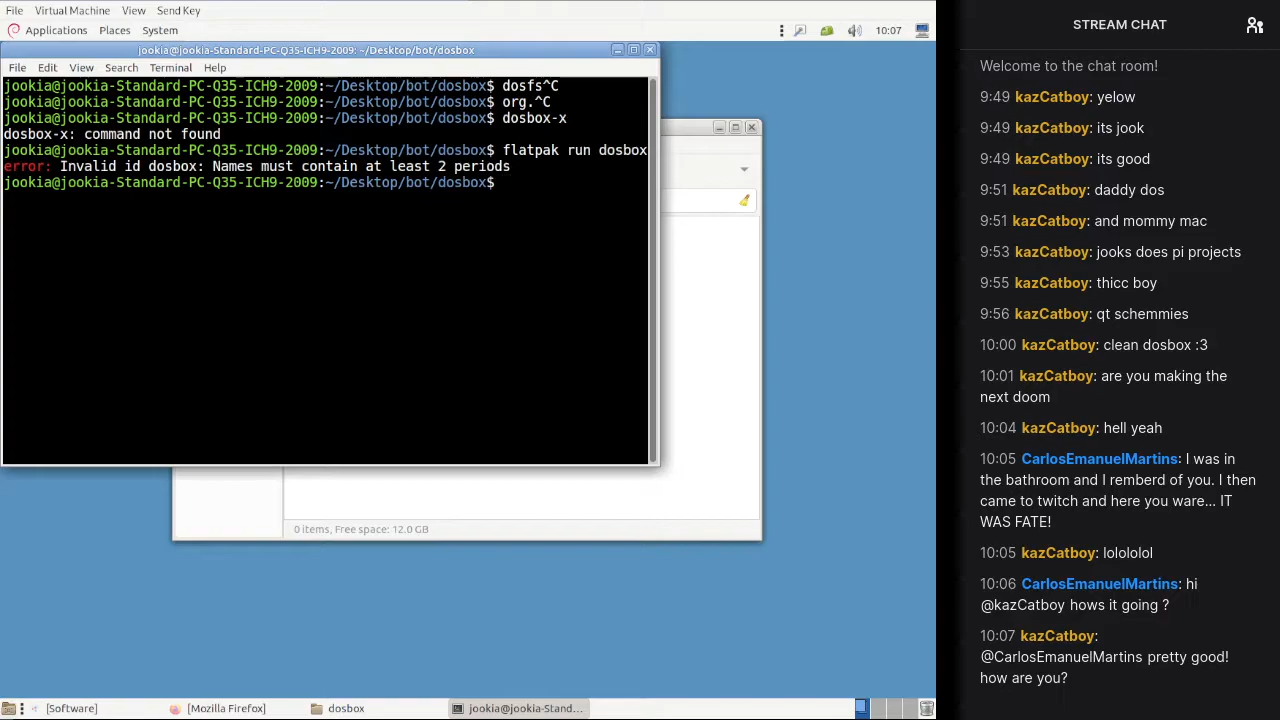 File Virtual Machine View Send Key
Applications Places System 10:07
jookia@jookia-Standard-PC-Q35-ICH9-2009: ~/Desktop/bot/dosbox
File Edit View Search Terminal Help
jookia@jookia-Standard-PC-Q35-ICH9-2009:~/Desktop/bot/dosbox$ dosfs^C
jookia@jookia-Standard-PC-Q35-ICH9-2009:~/Desktop/bot/dosbox$ org.^C
jookia@jookia-Standard-PC-Q35-ICH9-2009:~/Desktop/bot/dosbox$ dosbox-x
dosbox-x: command not found
jookia@jookia-Standard-PC-Q35-ICH9-2009:~/Desktop/bot/dosbox$ flatpak run dosbox
error: Invalid id dosbox: Names must contain at least 2 periods
jookia@jookia-Standard-PC-Q35-ICH9-2009:~/Desktop/bot/dosbox$
0 items, Free space: 12.0 GB
[Software] [Mozilla Firefox] dosbox jookia@jookia-Stand...
STREAM CHAT
Welcome to the chat room!
9:49 kazCatboy: yelow
9:49 kazCatboy: its jook
9:49 kazCatboy: its good
9:51 kazCatboy: daddy dos
9:51 kazCatboy: and mommy mac
9:53 kazCatboy: jooks does pi projects
9:55 kazCatboy: thicc boy
9:56 kazCatboy: qt schemmies
10:00 kazCatboy: clean dosbox :3
10:01 kazCatboy: are you making the
next doom
10:04 kazCatboy: hell yeah
10:05 CarlosEmanuelMartins: I was in
the bathroom and I remberd of you. I then
came to twitch and here you ware... IT
WAS FATE!
10:05 kazCatboy: lolololol
10:06 CarlosEmanuelMartins: hi
@kazCatboy hows it going ?
10:07 kazCatboy:
@CarlosEmanuelMartins pretty good!
how are you?